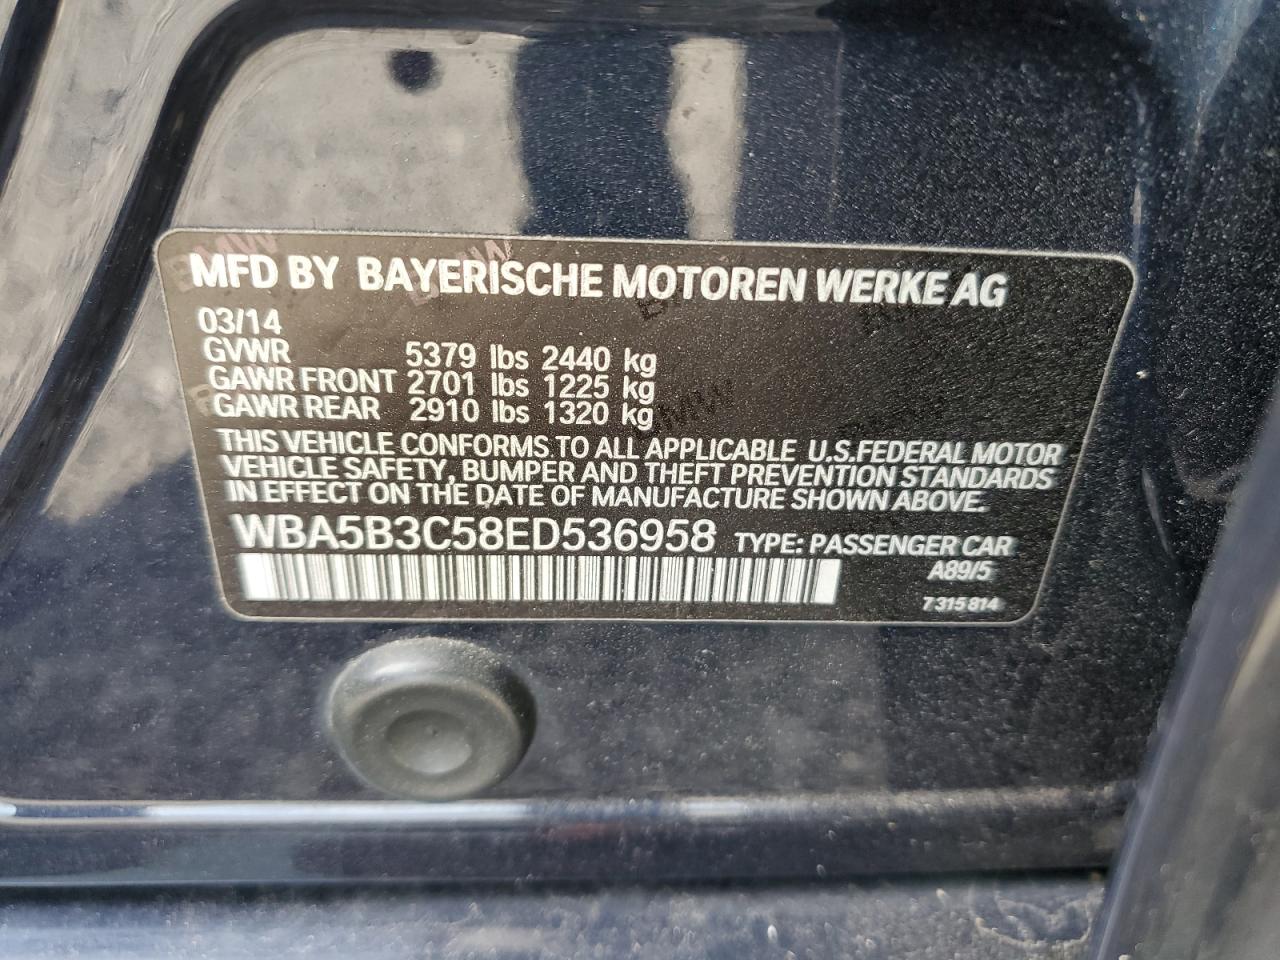 MFD BY BAYERISCHE MOTOREN WERKE AG
03/14
GVWR 5379 lbs 2440 kg
GAWR FRONT 2701 lbs 1225 kg
GAWR REAR 2910 lbs 1320 kg
THIS VEHICLE CONFORMS TO ALL APPLICABLE U.S.FEDERAL MOTOR
VEHICLE SAFETY, BUMPER AND THEFT PREVENTION STANDARDS
IN EFFECT ON THE DATE OF MANUFACTURE SHOWN ABOVE.
WBA5B3C58ED536958 TYPE: PASSENGER CAR
A89/5
7 315 814